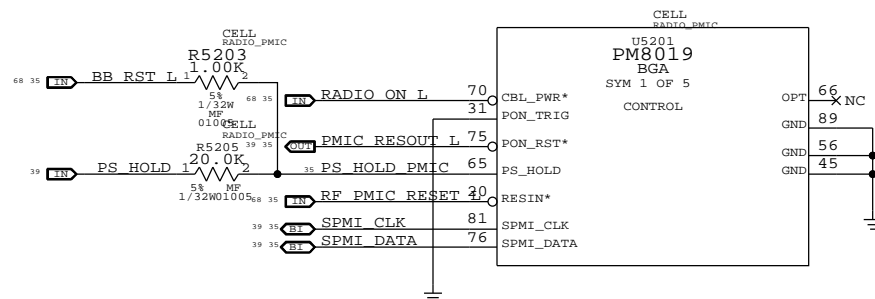 CELL
RADIO_PMIC
R5203
1.00K
68 35 IN BB_RST_L 1 2
5%
1/32W
MF
01005
CELL
RADIO_PMIC
R5205
20.0K
39 IN PS_HOLD 1 2
5% MF
1/32W 01005
68 35 IN RADIO_ON_L 70
31
39 35 OUT PMIC_RESOUT_L 75
35 PS_HOLD_PMIC 65
68 35 IN RF_PMIC_RESET_L 20
39 35 BI SPMI_CLK 81
39 35 BI SPMI_DATA 76
CELL
RADIO_PMIC
U5201
PM8019
BGA
SYM 1 OF 5
CONTROL
CBL_PWR*
PON_TRIG
PON_RST*
PS_HOLD
RESIN*
SPMI_CLK
SPMI_DATA
OPT 66 NC
GND 89
GND 56
GND 45